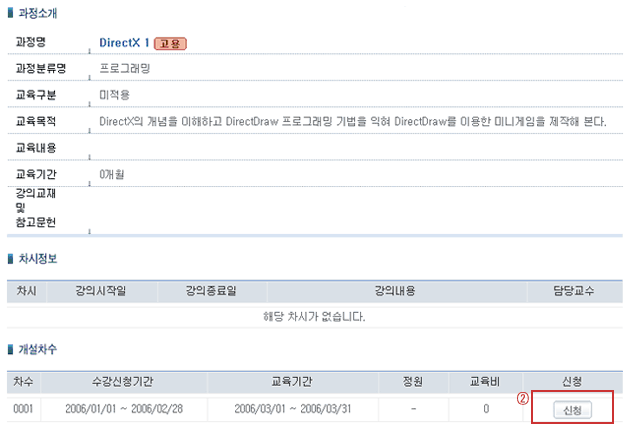 과정소개
과정명 DirectX 1 고용
과정분류명 프로그래밍
교육구분 미적용
교육목적 DirectX의 개념을 이해하고 DirectDraw 프로그래밍 기법을 익혀 DirectDraw를 이용한 미니게임을 제작해 본다.
교육내용
교육기간 0개월
강의교재
및
참고문헌
차시정보
차시 강의시작일 강의종료일 강의내용 담당교수
해당 차시가 없습니다.
개설차수
차수 수강신청기간 교육기간 정원 교육비 신청
0001 2006/01/01 ~ 2006/02/28 2006/03/01 ~ 2006/03/31 - 0 ② 신청